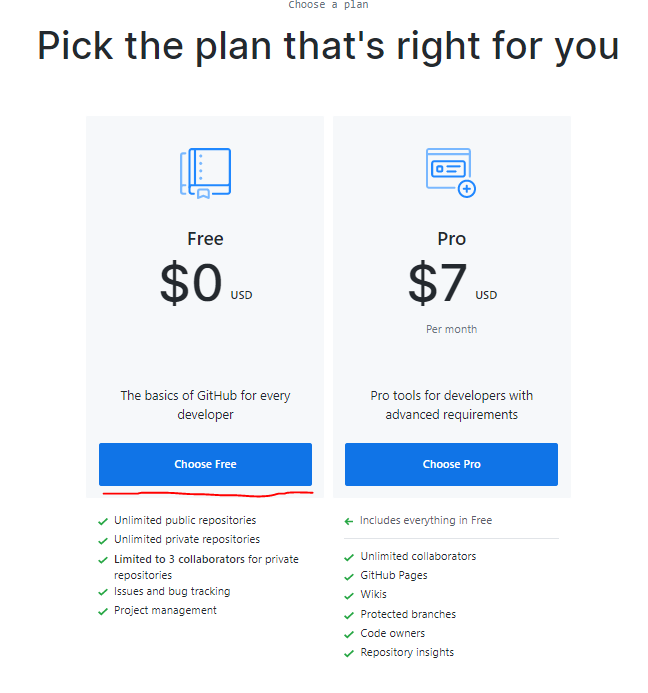 Choose a plan
Pick the plan that's right for you
Free
$0 USD
The basics of GitHub for every
developer
Choose Free
Unlimited public repositories
Unlimited private repositories
Limited to 3 collaborators for private
repositories
Issues and bug tracking
Project management
Pro
$7 USD
Per month
Pro tools for developers with
advanced requirements
Choose Pro
Includes everything in Free
Unlimited collaborators
GitHub Pages
Wikis
Protected branches
Code owners
Repository insights